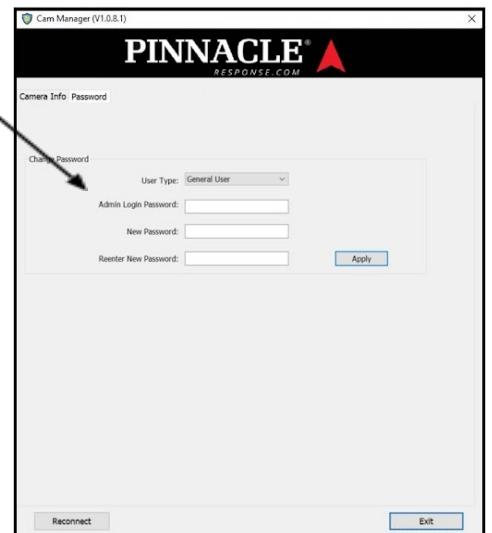 Cam Manager (V1.0.8.1)
PINNACLE®
RESPONSE.COM
Camera Info Password
Change Password
User Type: General User
Admin Login Password:
New Password:
Reenter New Password:
Apply
Reconnect Exit